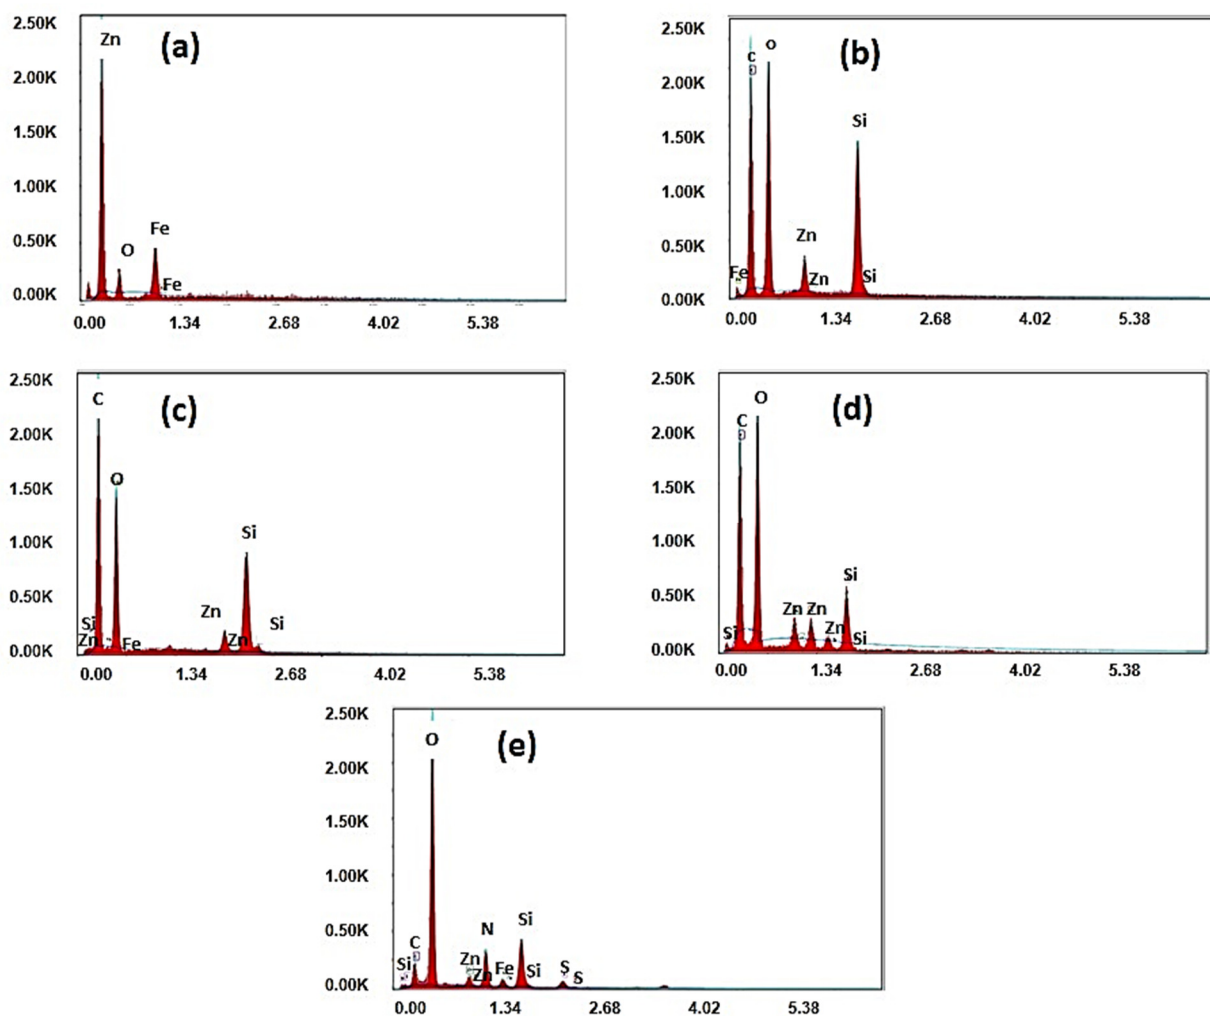 2.50K
Zn
(a)
2.00K
1.50K
1.00K
Fe
0.50K
O
Fe
0.00K
0.00 1.34 2.68 4.02 5.38
2.50K
C
O
(b)
2.00K
1.50K
Si
1.00K
0.50K
Zn
Fe
Zn
Si
0.00K
0.00 1.34 2.68 4.02 5.38
2.50K
C
(c)
2.00K
O
1.50K
1.00K
Si
0.50K
Zn
Si
Si
Zn
Fe
Zn
0.00K
0.00 1.34 2.68 4.02 5.38
2.50K
O
(d)
C
2.00K
1.50K
1.00K
Si
0.50K
Zn Zn
Si
Zn
Si
0.00K
0.00 1.34 2.68 4.02 5.38
2.50K
O
(e)
2.00K
1.50K
1.00K
0.50K
N
Si
C
Zn
Si
Zn
Fe
Si
S
S
0.00K
0.00 1.34 2.68 4.02 5.38